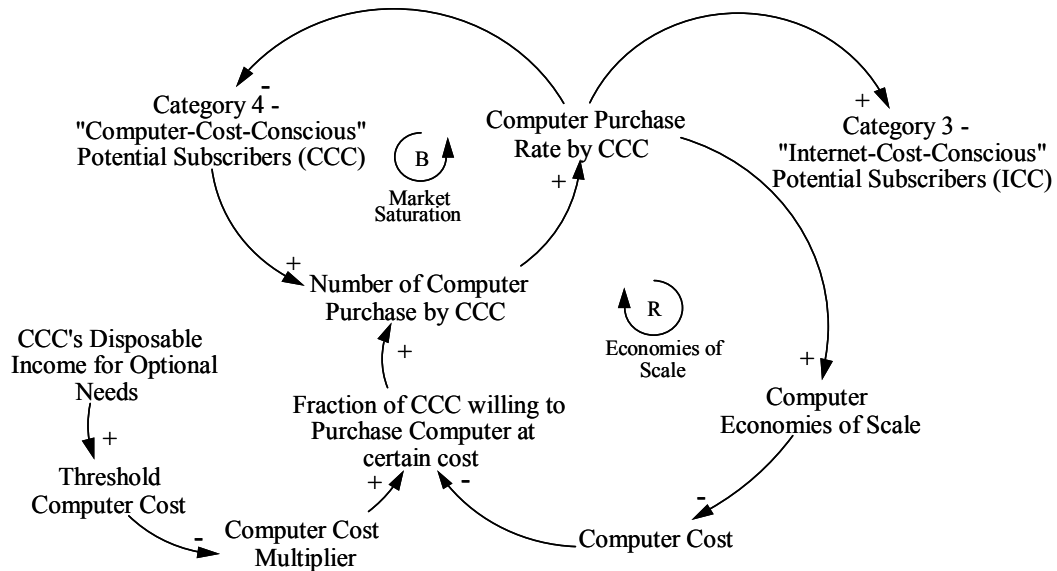 Category 4 -
"Computer-Cost-Conscious"
Potential Subscribers (CCC)
-
Computer Purchase
Rate by CCC
+
Category 3 -
"Internet-Cost-Conscious"
Potential Subscribers (ICC)
B
Market
Saturation
+
+
Number of Computer
Purchase by CCC
R
Economies of
Scale
CCC's Disposable
Income for Optional
Needs
+
+
Fraction of CCC willing to
Purchase Computer at
certain cost
Computer
Economies of Scale
+
Threshold
Computer Cost
+
-
-
-
Computer Cost
Multiplier
Computer Cost